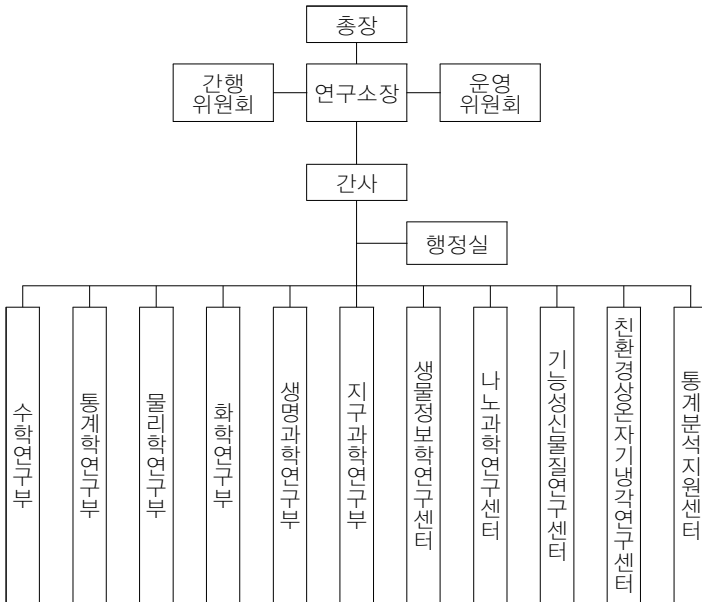 총장
간행
위원회
연구소장
운영
위원회
간사
행정실
수학연구부
통계학연구부
물리학연구부
화학연구부
생명과학연구부
지구과학연구부
생물정보학연구센터
나노과학연구센터
기능성신물질연구센터
친환경상온자기냉각연구센터
통계분석지원센터